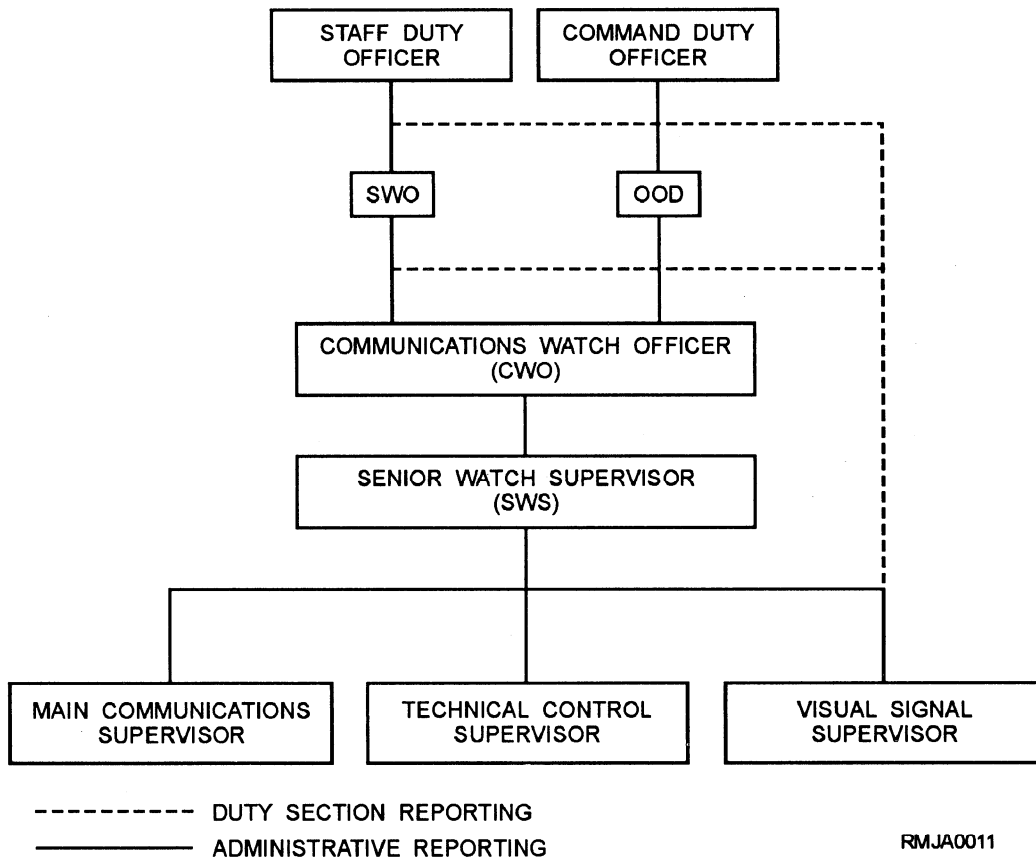 STAFF DUTY
OFFICER
COMMAND DUTY
OFFICER
SWO
OOD
COMMUNICATIONS WATCH OFFICER
(CWO)
SENIOR WATCH SUPERVISOR
(SWS)
MAIN COMMUNICATIONS
SUPERVISOR
TECHNICAL CONTROL
SUPERVISOR
VISUAL SIGNAL
SUPERVISOR
DUTY SECTION REPORTING
ADMINISTRATIVE REPORTING
RMJA0011